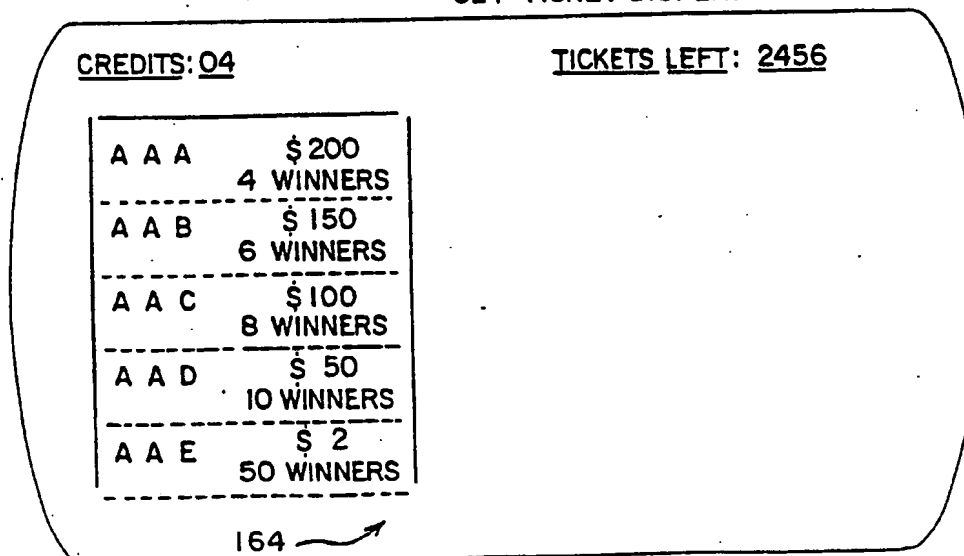 CREDITS: 04 TICKETS LEFT: 2456
A A A $ 200
4 WINNERS
A A B $ 150
6 WINNERS
A A C $ 100
8 WINNERS
A A D $ 50
10 WINNERS
A A E $ 2
50 WINNERS
164